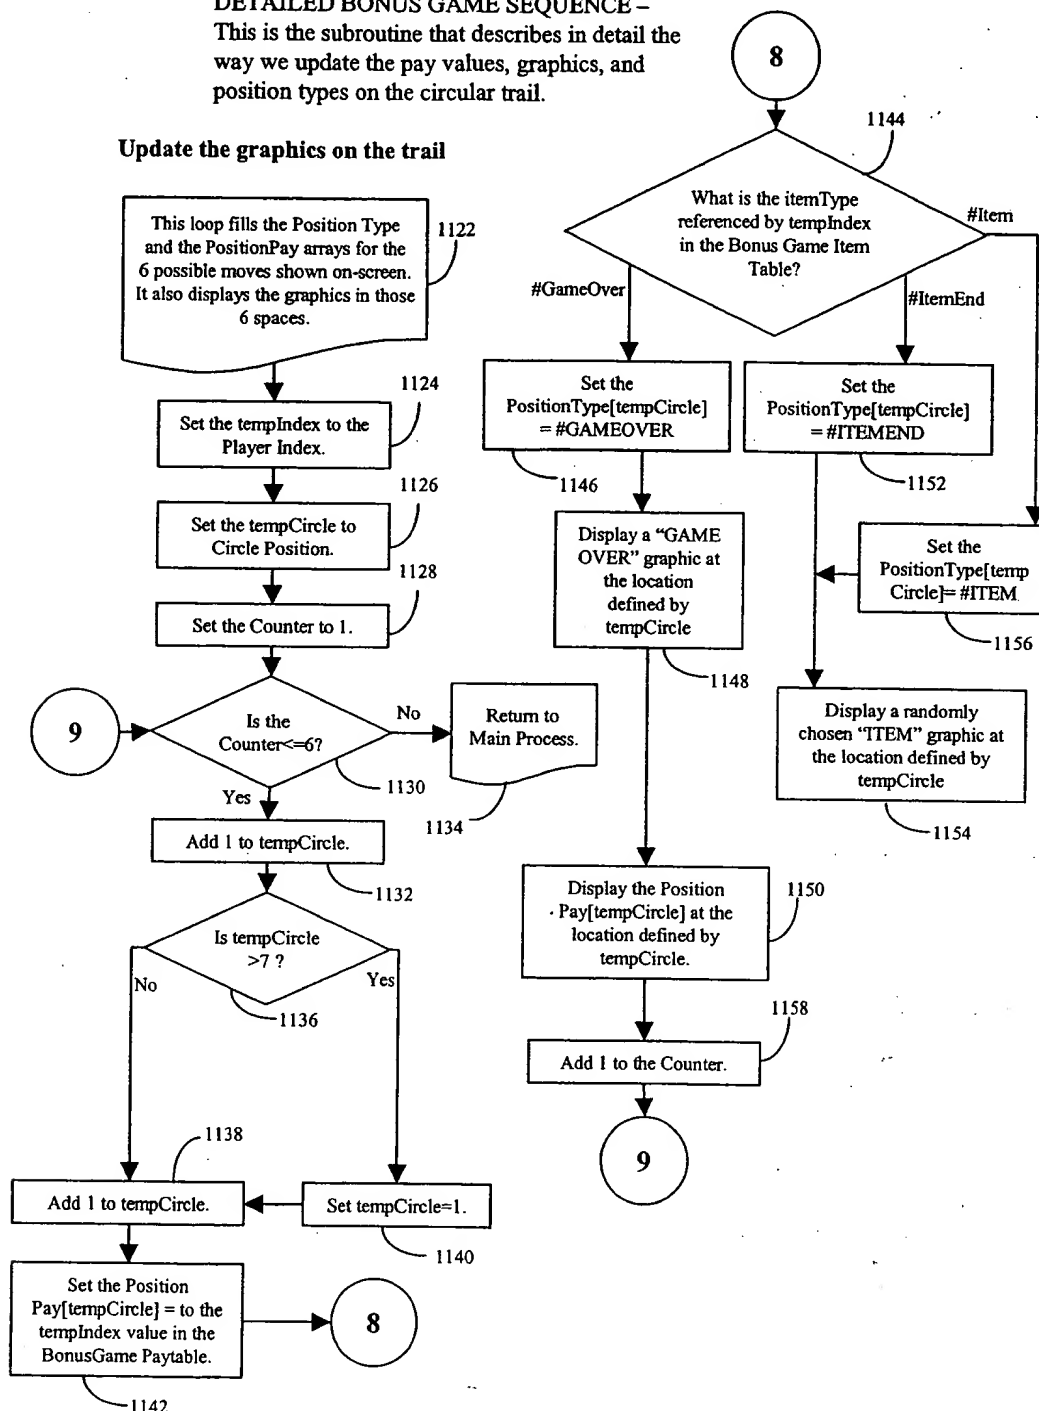 DETAILED BONUS GAME SEQUENCE –
This is the subroutine that describes in detail the
way we update the pay values, graphics, and
position types on the circular trail.
Update the graphics on the trail
This loop fills the Position Type
and the PositionPay arrays for the
6 possible moves shown on-screen.
It also displays the graphics in those
6 spaces.
1122
Set the tempIndex to the
Player Index.
1124
Set the tempCircle to
Circle Position.
1126
Set the Counter to 1.
1128
9
Is the
Counter<=6?
1130
No
Return to
Main Process.
1134
Yes
Add 1 to tempCircle.
1132
Is tempCircle
>7 ?
1136
No
Yes
1138
Add 1 to tempCircle.
Set tempCircle=1.
1140
Set the Position
Pay[tempCircle] = to the
tempIndex value in the
BonusGame Paytable.
1142
8
8
1144
What is the itemType
referenced by tempIndex
in the Bonus Game Item
Table?
#GameOver
#ItemEnd
#Item
Set the
PositionType[tempCircle]
= #GAMEOVER
1146
Set the
PositionType[tempCircle]
= #ITEMEND
1152
Set the
PositionType[temp
Circle]= #ITEM
1156
Display a “GAME
OVER” graphic at
the location
defined by
tempCircle
1148
Display a randomly
chosen “ITEM” graphic at
the location defined by
tempCircle
1154
Display the Position
Pay[tempCircle] at the
location defined by
tempCircle.
1150
Add 1 to the Counter.
1158
9